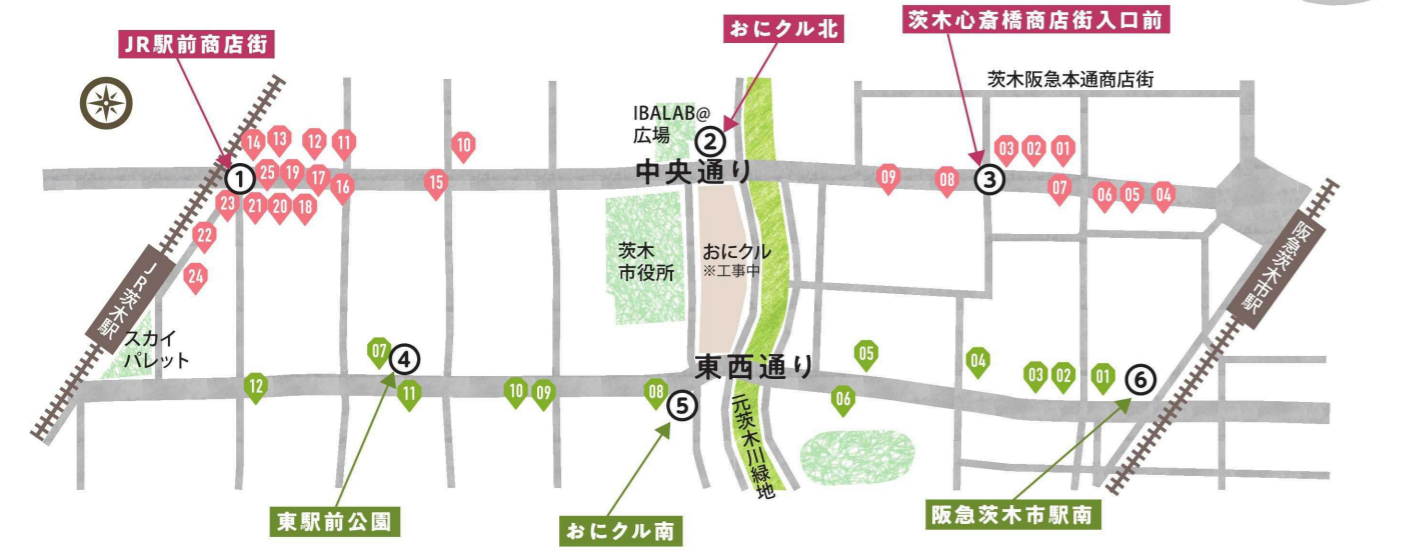 JR駅前商店街
おにクル北
茨木心斎橋商店街入口前
茨木阪急本通商店街
IBALAB@
広場
②
中央通り
14
13
12
11
10
①
25
19
17
16
15
23
21
20
18
22
24
09
08
③
03
02
01
07
06
05
04
JR茨木駅
スカイ
パレット
茨木
市役所
おにクル
※工事中
阪急茨木市駅
東西通り
07
④
12
11
10
09
08
⑤
05
06
04
03
02
01
⑥
元茨木川緑地
東駅前公園
おにクル南
阪急茨木市駅南